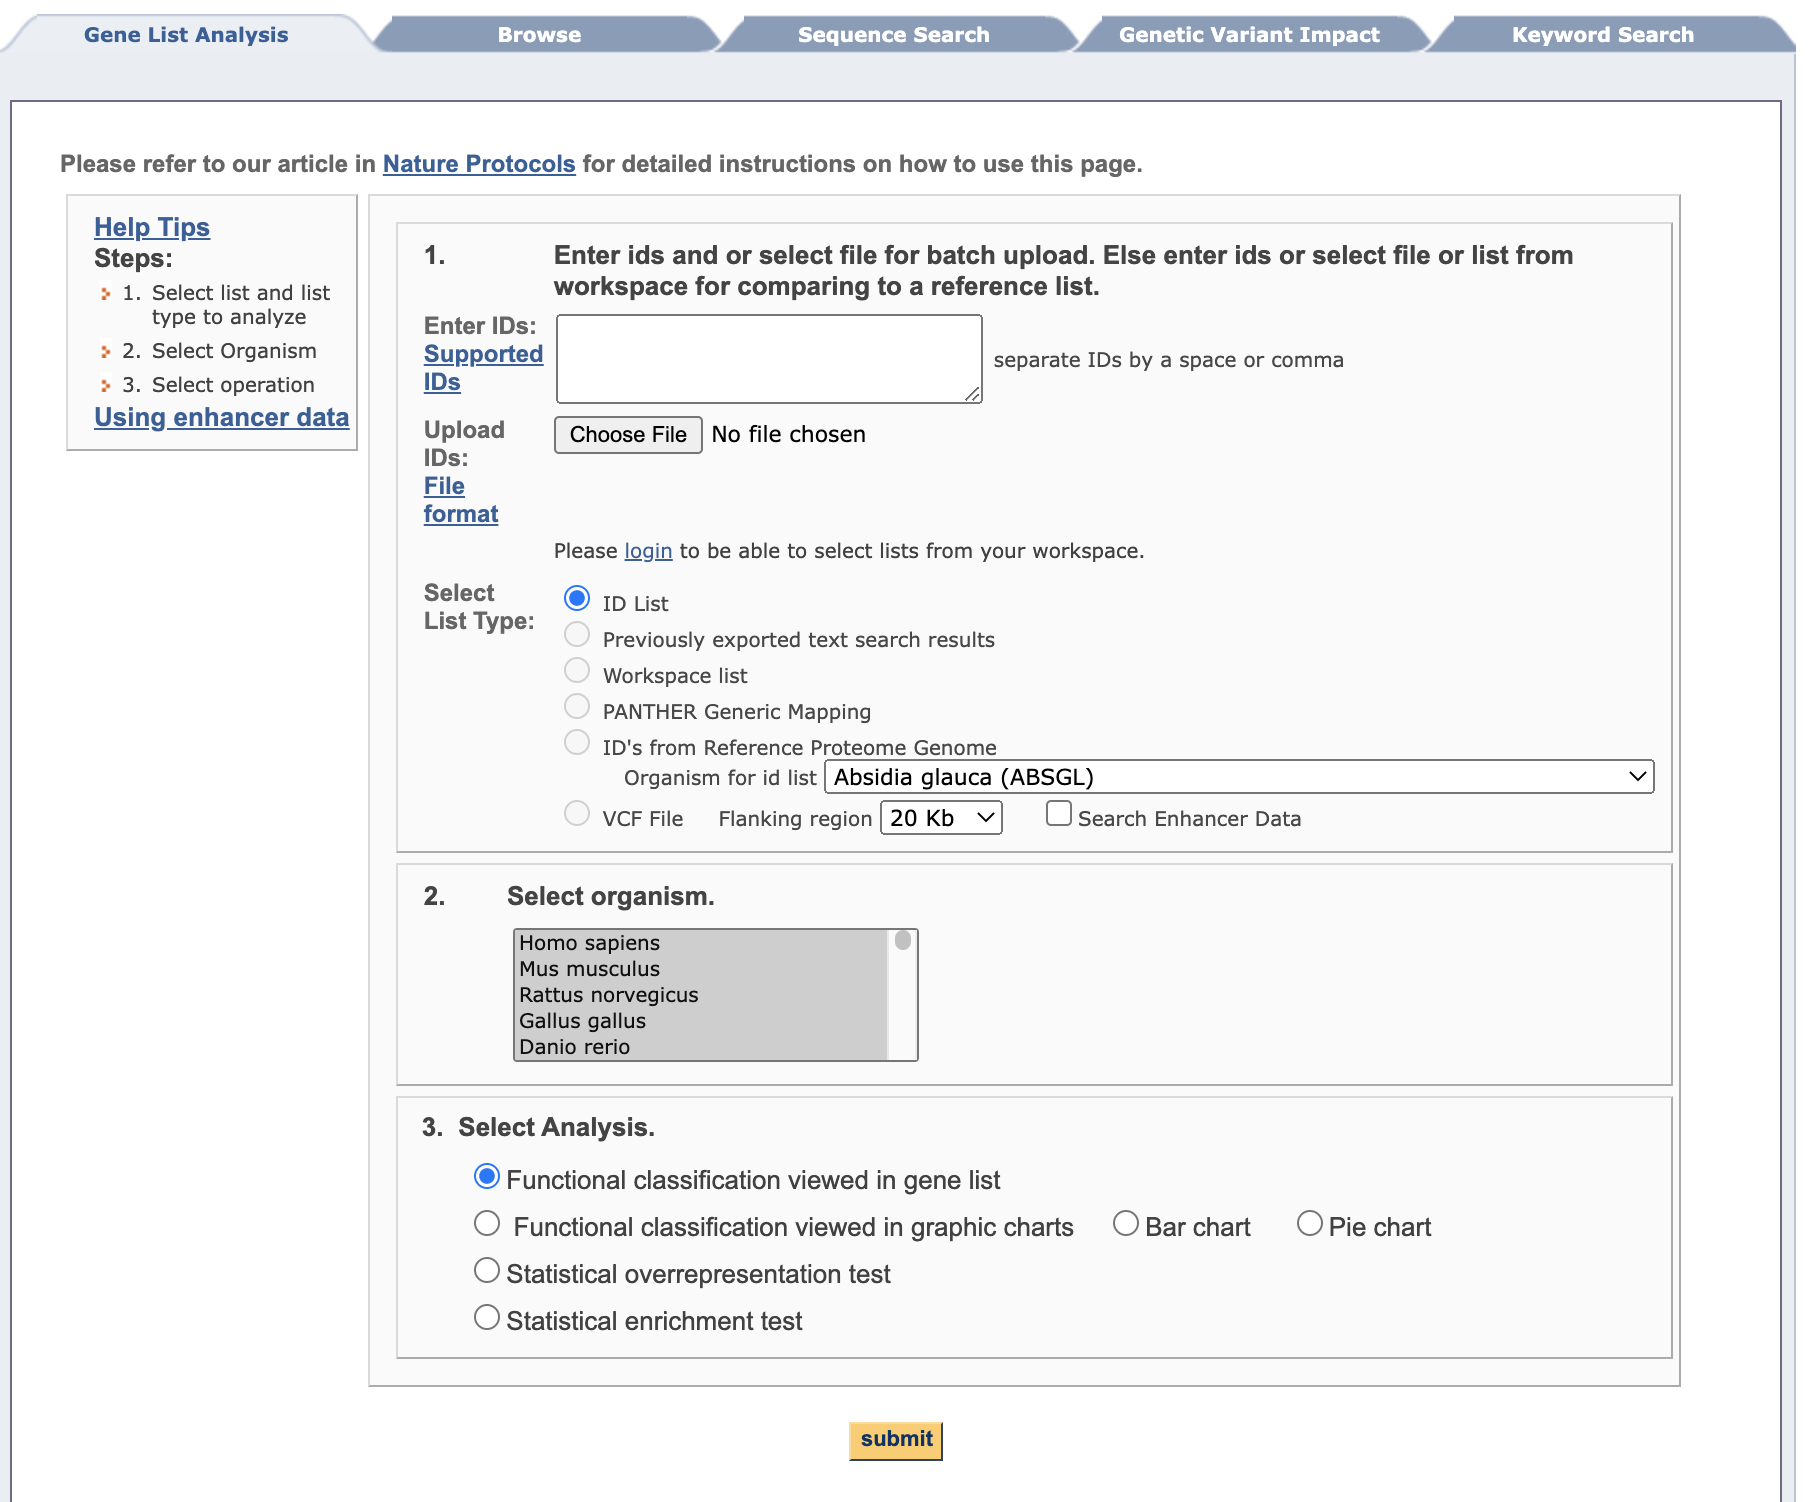 Gene List Analysis
Browse
Sequence Search
Genetic Variant Impact
Keyword Search
Please refer to our article in Nature Protocols for detailed instructions on how to use this page.
Help Tips
Steps:
1. Select list and list
type to analyze
2. Select Organism
3. Select operation
Using enhancer data
1. Enter ids and or select file for batch upload. Else enter ids or select file or list from
workspace for comparing to a reference list.
Enter IDs:
Supported
IDs
separate IDs by a space or comma
Upload
IDs:
File
format
Choose File No file chosen
Please login to be able to select lists from your workspace.
Select
List Type:
ID List
Previously exported text search results
Workspace list
PANTHER Generic Mapping
ID's from Reference Proteome Genome
Organism for id list Absidia glauca (ABSGL)
VCF File Flanking region 20 Kb Search Enhancer Data
2. Select organism.
Homo sapiens
Mus musculus
Rattus norvegicus
Gallus gallus
Danio rerio
3. Select Analysis.
Functional classification viewed in gene list
Functional classification viewed in graphic charts Bar chart Pie chart
Statistical overrepresentation test
Statistical enrichment test
submit